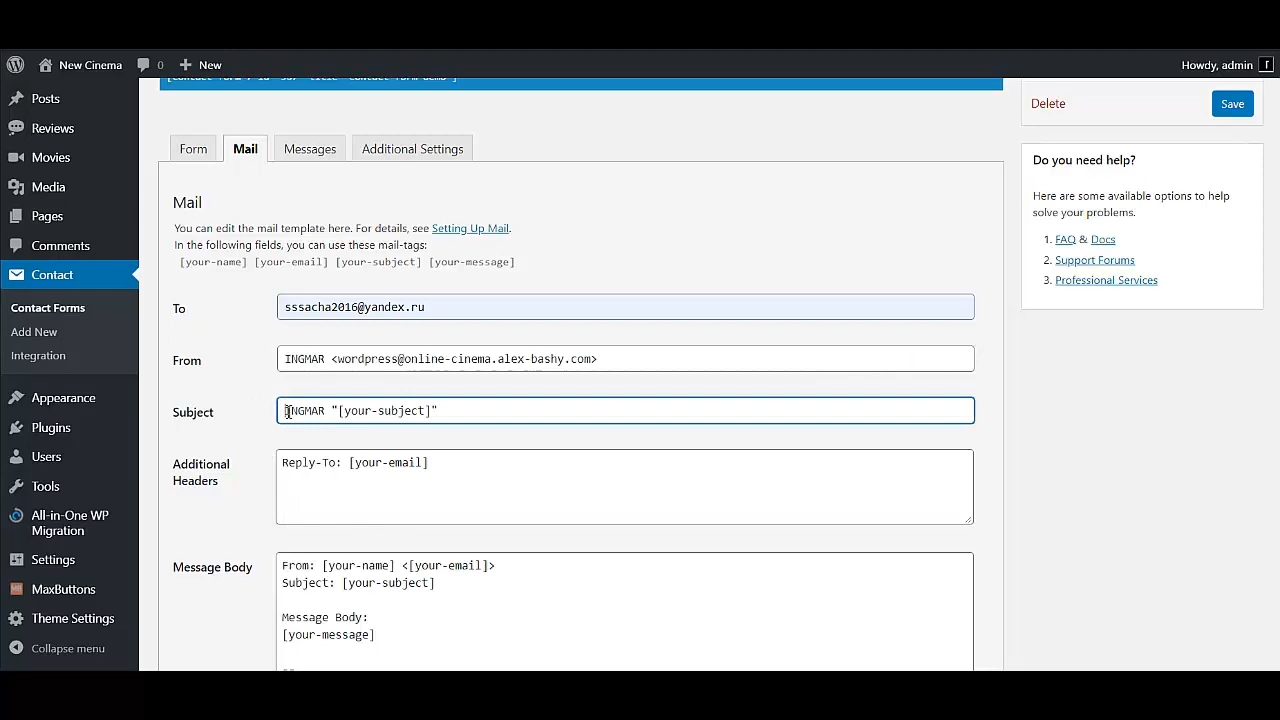 New Cinema 0 New Howdy, admin
Posts
Reviews
Movies
Media
Pages
Comments
Contact
Contact Forms
Add New
Integration
Appearance
Plugins
Users
Tools
All-in-One WP
Migration
Settings
MaxButtons
Theme Settings
Collapse menu
Form Mail Messages Additional Settings
Mail
You can edit the mail template here. For details, see Setting Up Mail.
In the following fields, you can use these mail-tags:
[your-name] [your-email] [your-subject] [your-message]
To
sssacha2016@yandex.ru
From
INGMAR <wordpress@online-cinema.alex-bashy.com>
Subject
INGMAR "[your-subject]"
Additional
Headers
Reply-To: [your-email]
Message Body
From: [your-name] <[your-email]>
Subject: [your-subject]
Message Body:
[your-message]
--
Delete Save
Do you need help?
Here are some available options to help
solve your problems.
1. FAQ & Docs
2. Support Forums
3. Professional Services